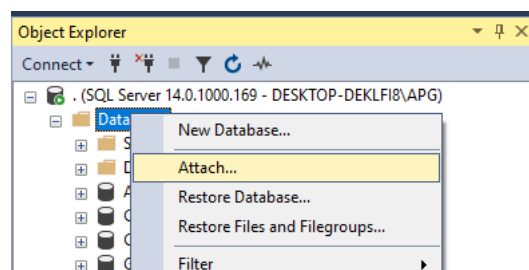 Object Explorer
Connect
. (SQL Server 14.0.1000.169 - DESKTOP-DEKLFI8\APG)
Data
New Database...
Attach...
Restore Database...
Restore Files and Filegroups...
Filter